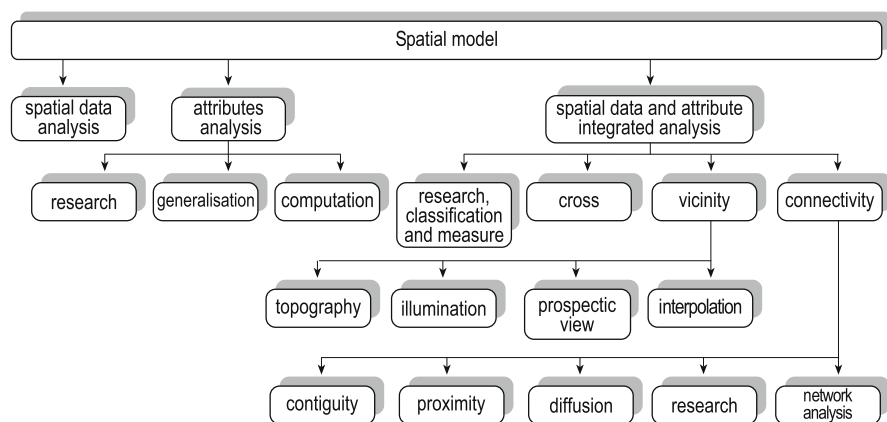 Spatial model
spatial data
analysis
attributes
analysis
spatial data and attribute
integrated analysis
research
generalisation
computation
research,
classification
and measure
cross
vicinity
connectivity
topography
illumination
prospectic
view
interpolation
contiguity
proximity
diffusion
research
network
analysis